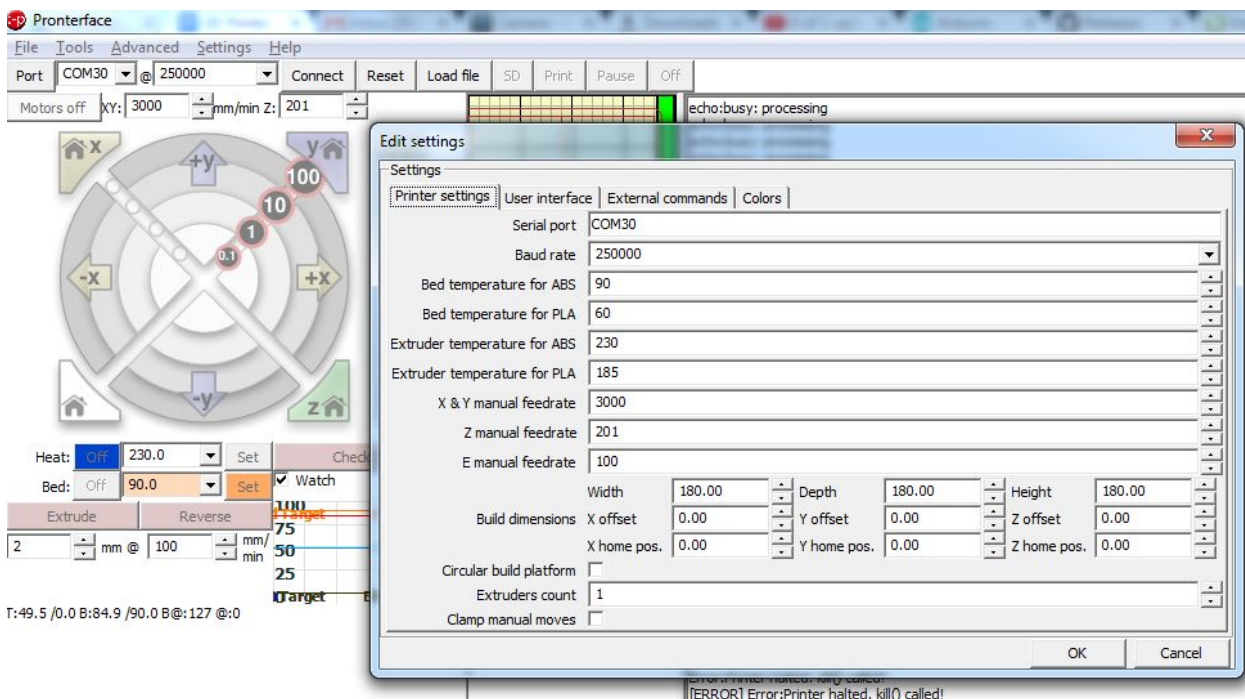 Pronterface
File Tools Advanced Settings Help
Port COM30 @ 250000 Connect Reset Load file SD Print Pause Off
Motors off XY: 3000 mm/min Z: 201
echo:busy: processing
X
+y
y
100
10
1
0.1
-X
+X
-y
z
Heat: Off 230.0 Set Check
Bed: Off 90.0 Set Watch
Extrude Reverse
2 mm @ 100 mm/
min
100
Target
75
50
25
0 Target
T:49.5 /0.0 B:84.9 /90.0 B@:127 @:0
Edit settings
Settings
Printer settings User interface External commands Colors
Serial port COM30
Baud rate 250000
Bed temperature for ABS 90
Bed temperature for PLA 60
Extruder temperature for ABS 230
Extruder temperature for PLA 185
X & Y manual feedrate 3000
Z manual feedrate 201
E manual feedrate 100
Width 180.00 Depth 180.00 Height 180.00
Build dimensions X offset 0.00 Y offset 0.00 Z offset 0.00
X home pos. 0.00 Y home pos. 0.00 Z home pos. 0.00
Circular build platform
Extruders count 1
Clamp manual moves
OK Cancel
Error:Printer halted. kill() called!
[ERROR] Error:Printer halted. kill() called!